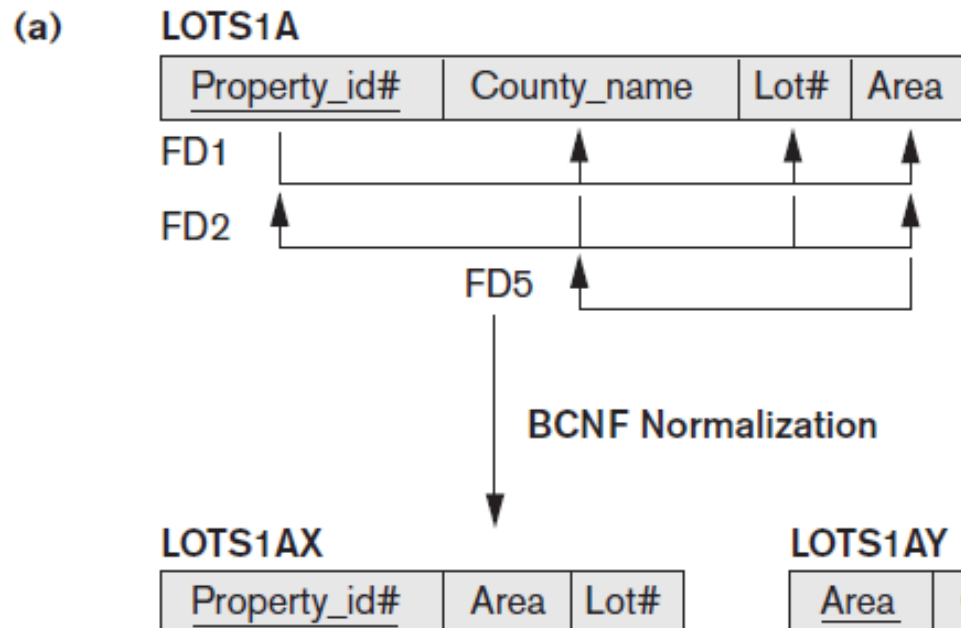 (a) LOTS1A
Property_id# County_name Lot# Area
FD1
FD2
FD5
BCNF Normalization
LOTS1AX LOTS1AY
Property_id# Area Lot# Area